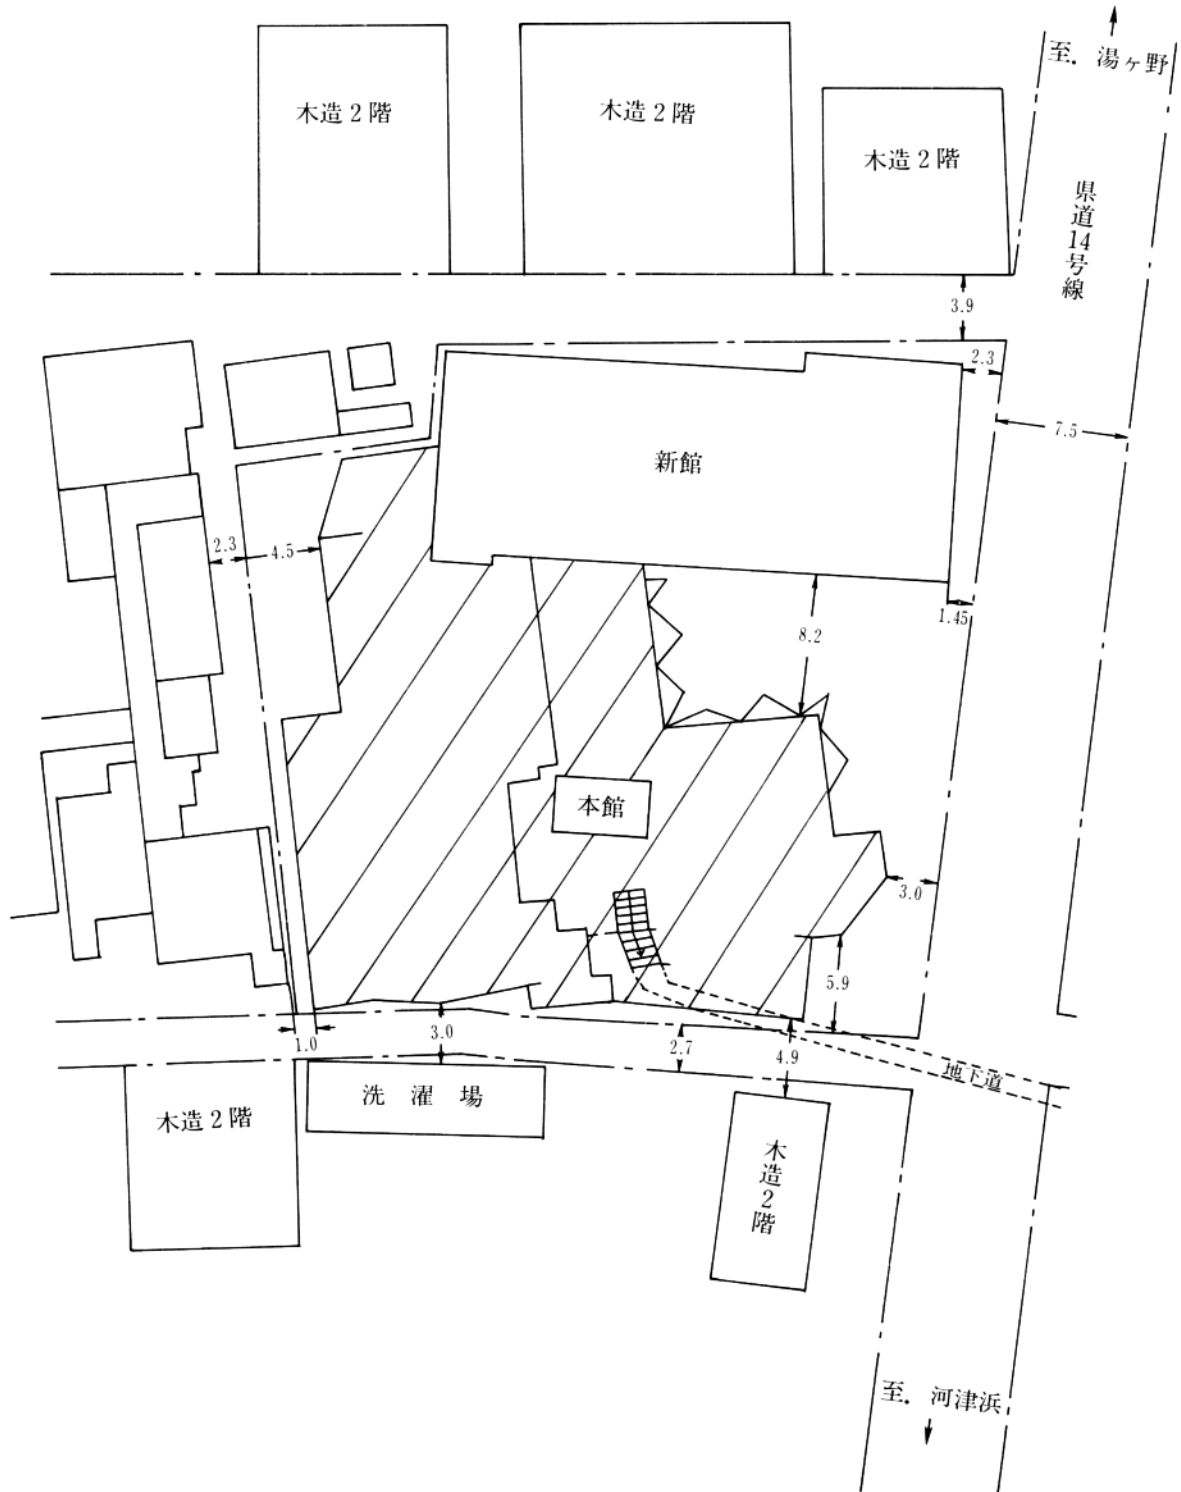 至.湯ヶ野
木造2階
木造2階
木造2階
県道14号線
3.9
2.3
7.5
新館
2.3
4.5
1.45
8.2
本館
3.0
5.9
1.0
3.0
2.7
4.9
地下道
洗濯場
木造2階
木造2階
至.河津浜